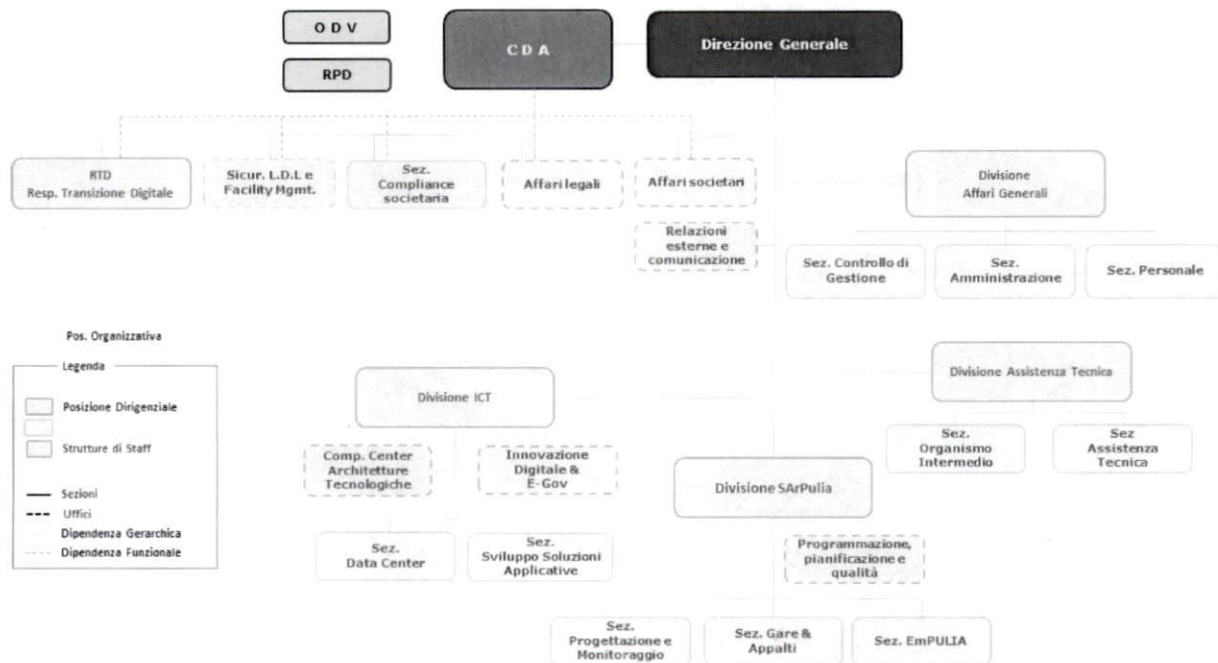 O D V
RPD
C D A
Direzione Generale
RTD
Resp. Transizione Digitale
Sicur. L.D.L e
Facility Mgmt.
Sez.
Compliance
societaria
Affari legali
Affari societari
Relazioni
esterne e
comunicazione
Divisione
Affari Generali
Sez. Controllo di
Gestione
Sez.
Amministrazione
Sez. Personale
Pos. Organizzativa
Legenda
Posizione Dirigenziale
Strutture di Staff
Sezioni
Uffici
Dipendenza Gerarchica
Dipendenza Funzionale
Divisione ICT
Comp. Center
Architetture
Tecnologiche
Innovazione
Digitale &
E-Gov
Sez.
Data Center
Sez.
Sviluppo Soluzioni
Applicative
Divisione Assistenza Tecnica
Sez.
Organismo
Intermedio
Sez
Assistenza
Tecnica
Divisione SArPulia
Programmazione,
pianificazione e
qualità
Sez.
Progettazione e
Monitoraggio
Sez. Gare &
Appalti
Sez. EmPULIA